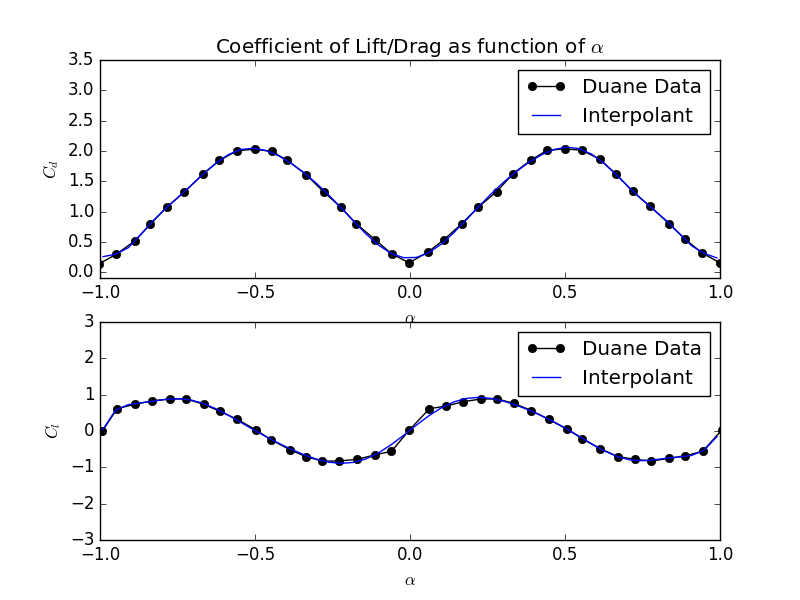 Coefficient of Lift/Drag as function of α
3.5
3.0
2.5
2.0
1.5
1.0
0.5
0.0
C_d
Duane Data
Interpolant
−1.0 −0.5 0.0 0.5 1.0
α
3
2
1
0
−1
−2
−3
C_l
Duane Data
Interpolant
−1.0 −0.5 0.0 0.5 1.0
α